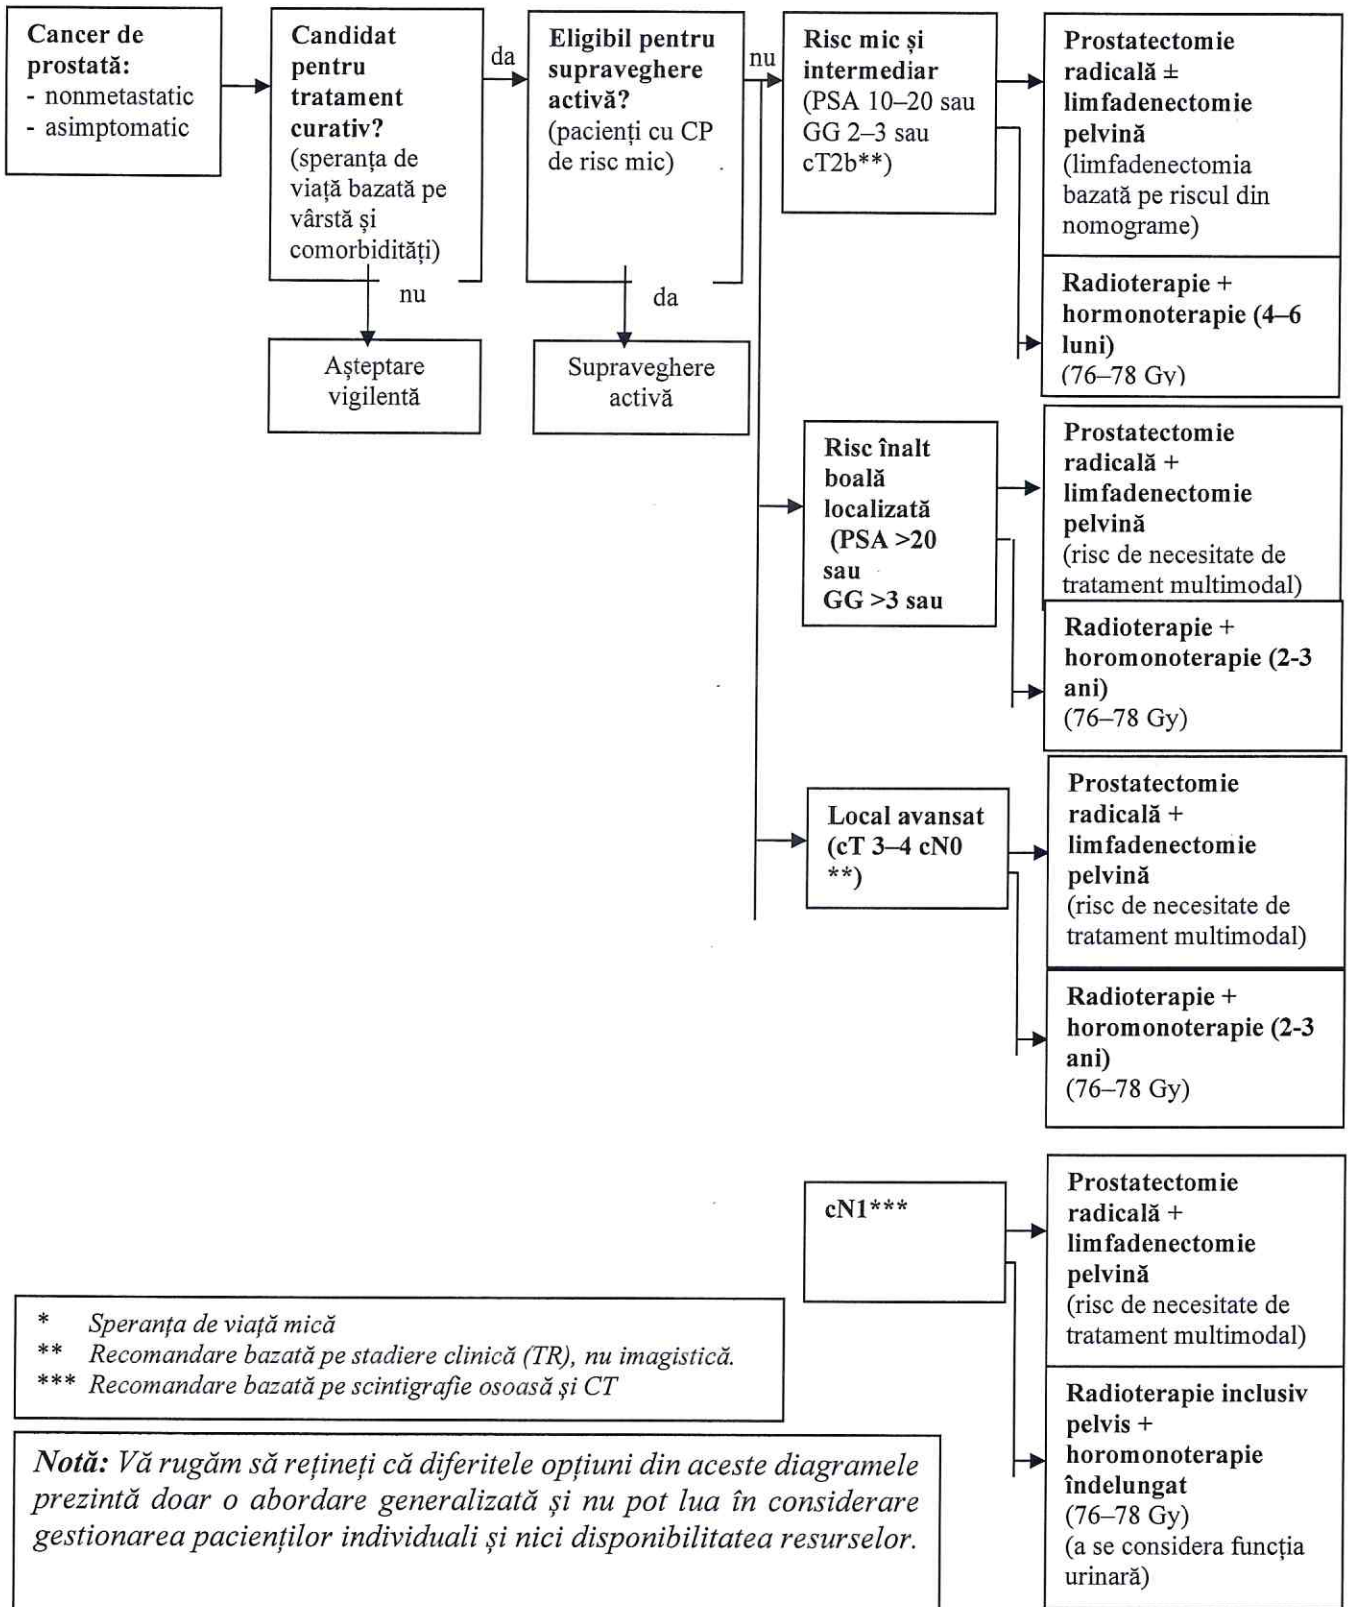 Cancer de
prostată:
- nonmetastatic
- asimptomatic
Candidat
pentru
tratament
curativ?
(speranța de
viață bazată pe
vârstă și
comorbidități)
da
nu
Așteptare
vigilentă
Eligibil pentru
supraveghere
activă?
(pacienți cu CP
de risc mic)
nu
da
Supraveghere
activă
Risc mic și
intermediar
(PSA 10–20 sau
GG 2–3 sau
cT2b**)
Prostatectomie
radicală ±
limfadenectomie
pelvină
(limfadenectomia
bazată pe riscul din
nomograme)
Radioterapie +
hormonoterapie (4–6
luni)
(76–78 Gy)
Risc înalt
boală
localizată
(PSA >20
sau
GG >3 sau
Prostatectomie
radicală +
limfadenectomie
pelvină
(risc de necesitate de
tratament multimodal)
Radioterapie +
horomonoterapie (2-3
ani)
(76–78 Gy)
Local avansat
(cT 3–4 cN0
**)
Prostatectomie
radicală +
limfadenectomie
pelvină
(risc de necesitate de
tratament multimodal)
Radioterapie +
horomonoterapie (2-3
ani)
(76–78 Gy)
cN1***
Prostatectomie
radicală +
limfadenectomie
pelvină
(risc de necesitate de
tratament multimodal)
Radioterapie inclusiv
pelvis +
horomonoterapie
îndelungat
(76–78 Gy)
(a se considera funcția
urinară)
* Speranța de viață mică
** Recomandare bazată pe stadiere clinică (TR), nu imagistică.
*** Recomandare bazată pe scintigrafie osoasă și CT
Notă: Vă rugăm să rețineți că diferitele opțiuni din aceste diagramele
prezintă doar o abordare generalizată și nu pot lua în considerare
gestionarea pacienților individuali și nici disponibilitatea resurselor.